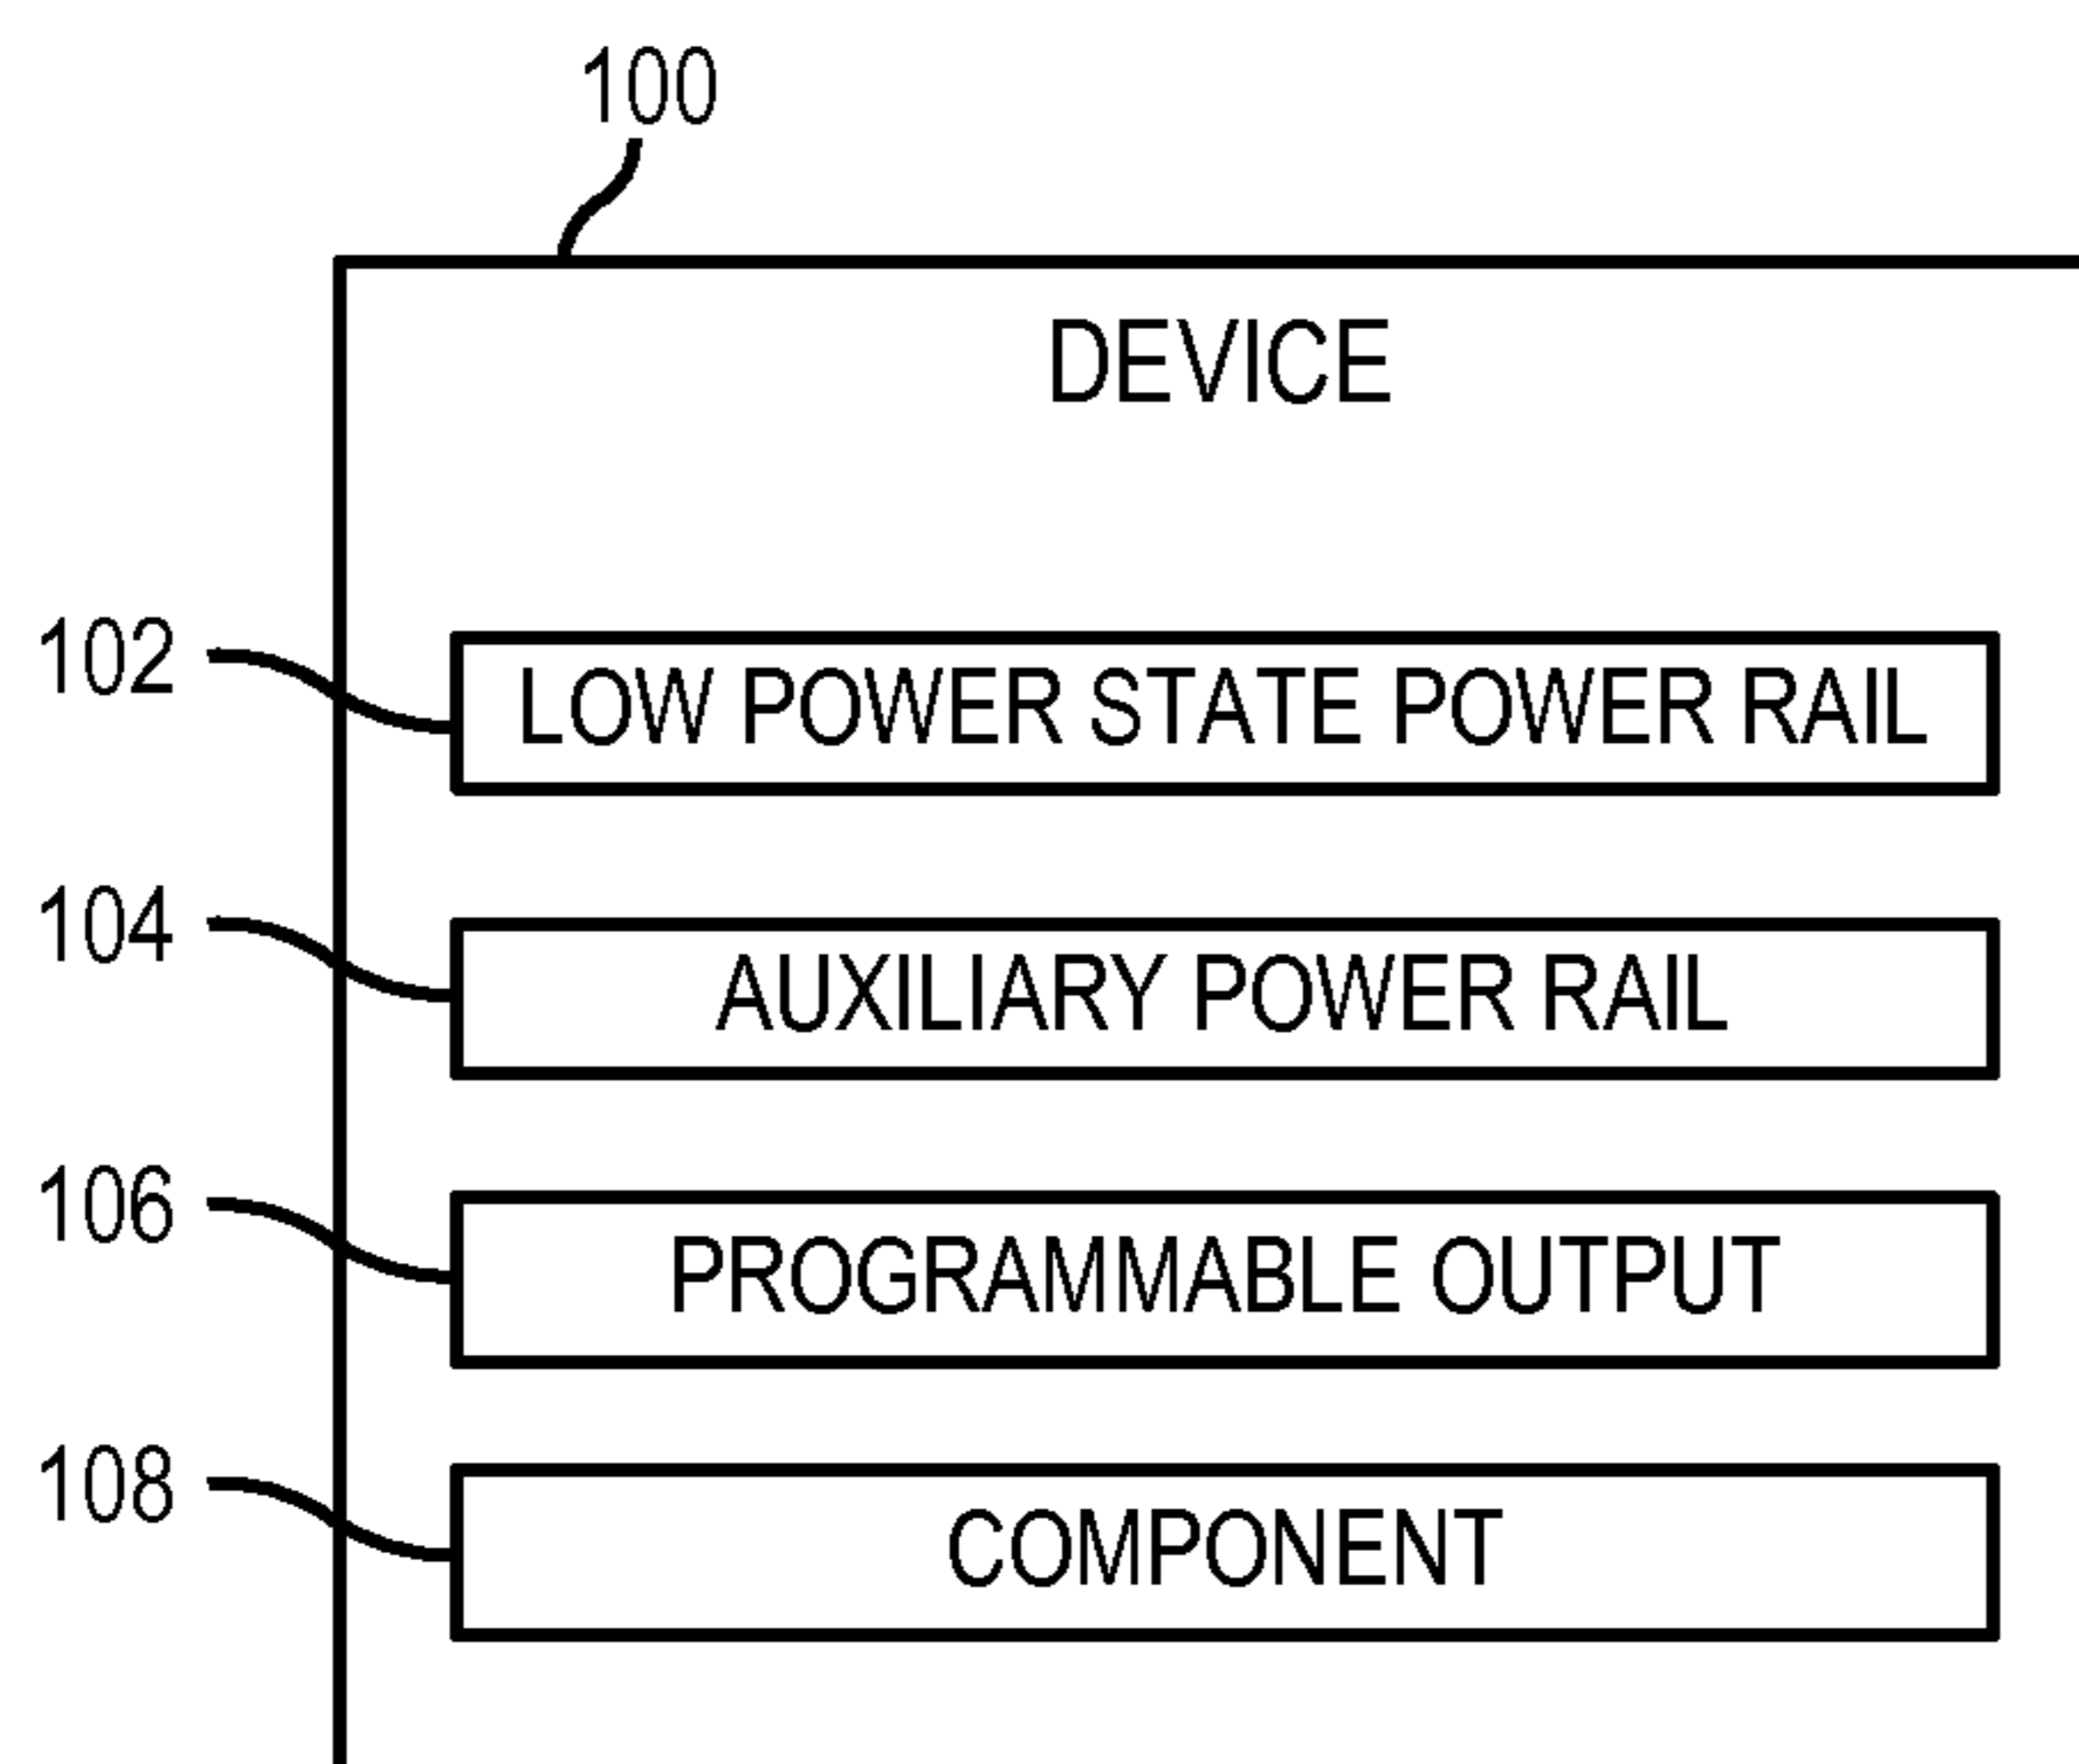 100
DEVICE
102 LOW POWER STATE POWER RAIL
104 AUXILIARY POWER RAIL
106 PROGRAMMABLE OUTPUT
108 COMPONENT